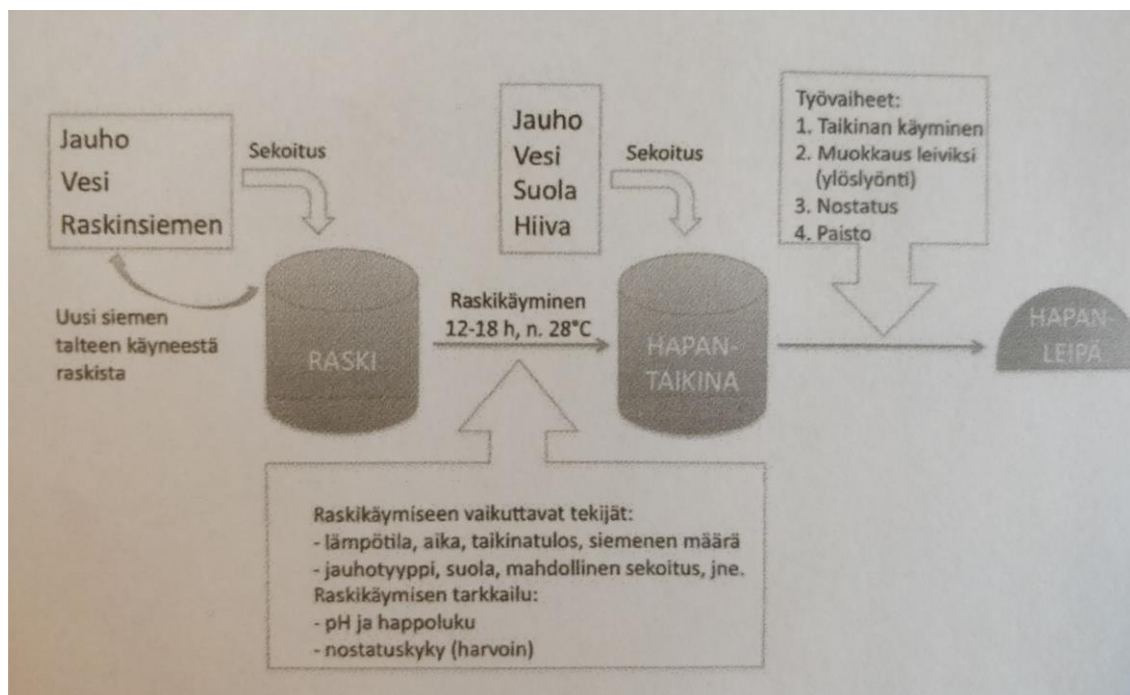 Jauho
Vesi
Raskinsiemen
Sekoitus
Uusi siemen
talteen käyneestä
raskista
RASKI
Raskikäyminen
12-18 h, n. 28°C
Jauho
Vesi
Suola
Hiiva
Sekoitus
HAPAN-
TAIKINA
Työvaiheet:
1. Taikinan käyminen
2. Muokkaus leiviksi
(ylöslyönti)
3. Nostatus
4. Paisto
HAPAN-
LEIPÄ
Raskikäymiseen vaikuttavat tekijät:
- lämpötila, aika, taikinatulos, siemenen määrä
- jauhotyyppi, suola, mahdollinen sekoitus, jne.
Raskikäymisen tarkkailu:
- pH ja happoluku
- nostatuskyky (harvoin)